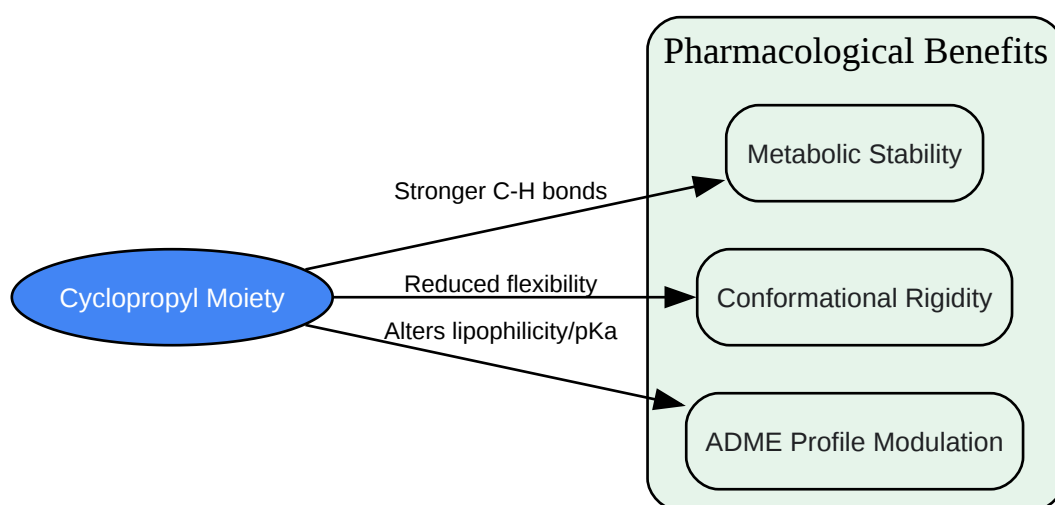 Pharmacological Benefits
Metabolic Stability
Stronger C-H bonds
Cyclopropyl Moiety
Reduced flexibility
Conformational Rigidity
Alters lipophilicity/pKa
ADME Profile Modulation